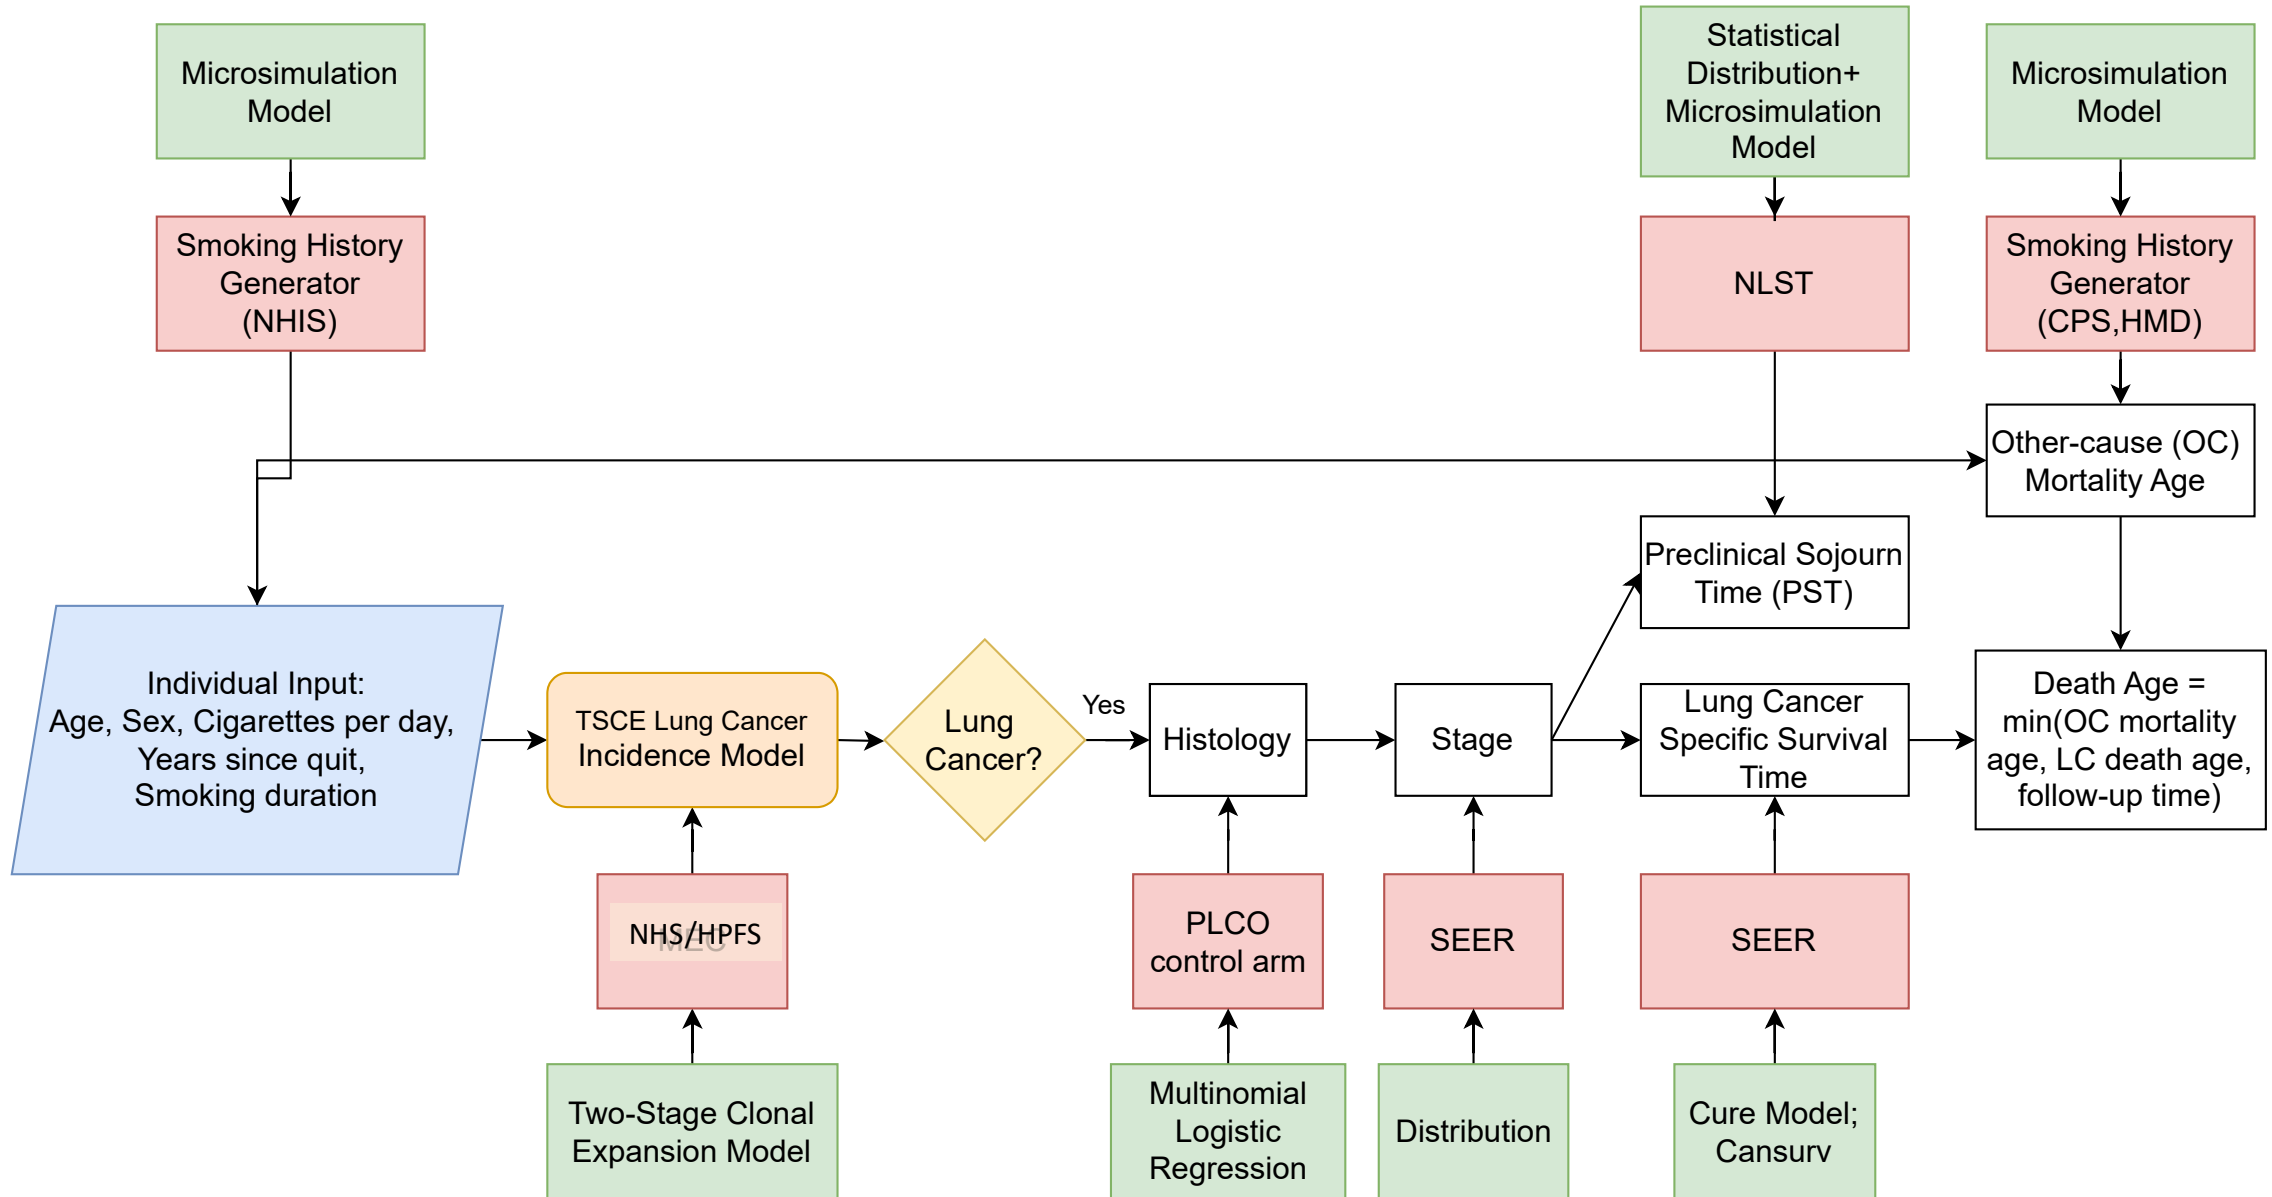 Microsimulation
Model
Statistical
Distribution+
Microsimulation
Model
Microsimulation
Model
Smoking History
Generator
(NHIS)
NLST
Smoking History
Generator
(CPS,HMD)
Other-cause (OC)
Mortality Age
Preclinical Sojourn
Time (PST)
Individual Input:
Age, Sex, Cigarettes per day,
Years since quit,
Smoking duration
TSCE Lung Cancer
Incidence Model
Lung
Cancer?
Yes
Histology
Stage
Lung Cancer
Specific Survival
Time
Death Age =
min(OC mortality
age, LC death age,
follow-up time)
NHS/HPFS
MEC
PLCO
control arm
SEER
SEER
Two-Stage Clonal
Expansion Model
Multinomial
Logistic
Regression
Distribution
Cure Model;
Cansurv